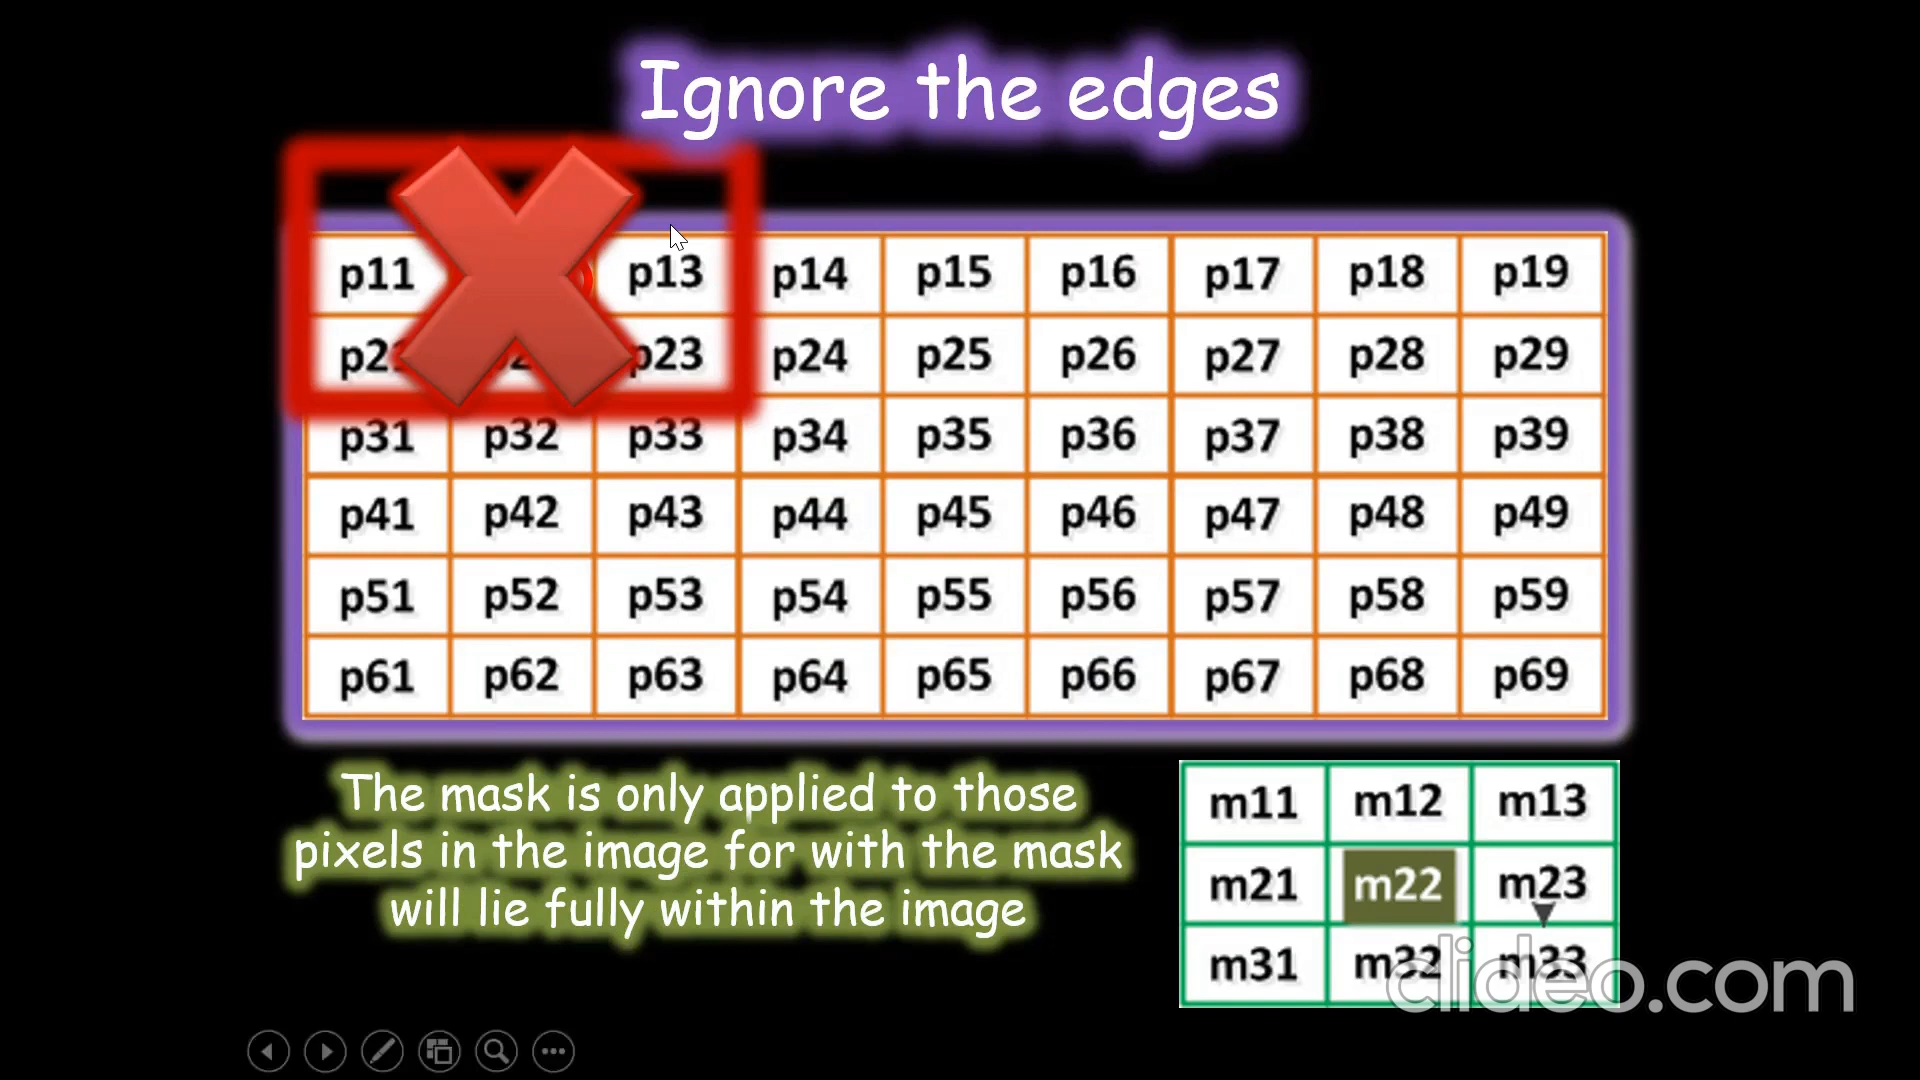 Ignore the edges
p11 p13 p14 p15 p16 p17 p18 p19
p23 p24 p25 p26 p27 p28 p29
p31 p32 p33 p34 p35 p36 p37 p38 p39
p41 p42 p43 p44 p45 p46 p47 p48 p49
p51 p52 p53 p54 p55 p56 p57 p58 p59
p61 p62 p63 p64 p65 p66 p67 p68 p69
The mask is only applied to those
pixels in the image for with the mask
will lie fully within the image
m11 m12 m13
m21 m22 m23
m31 m32 m33
clideo.com